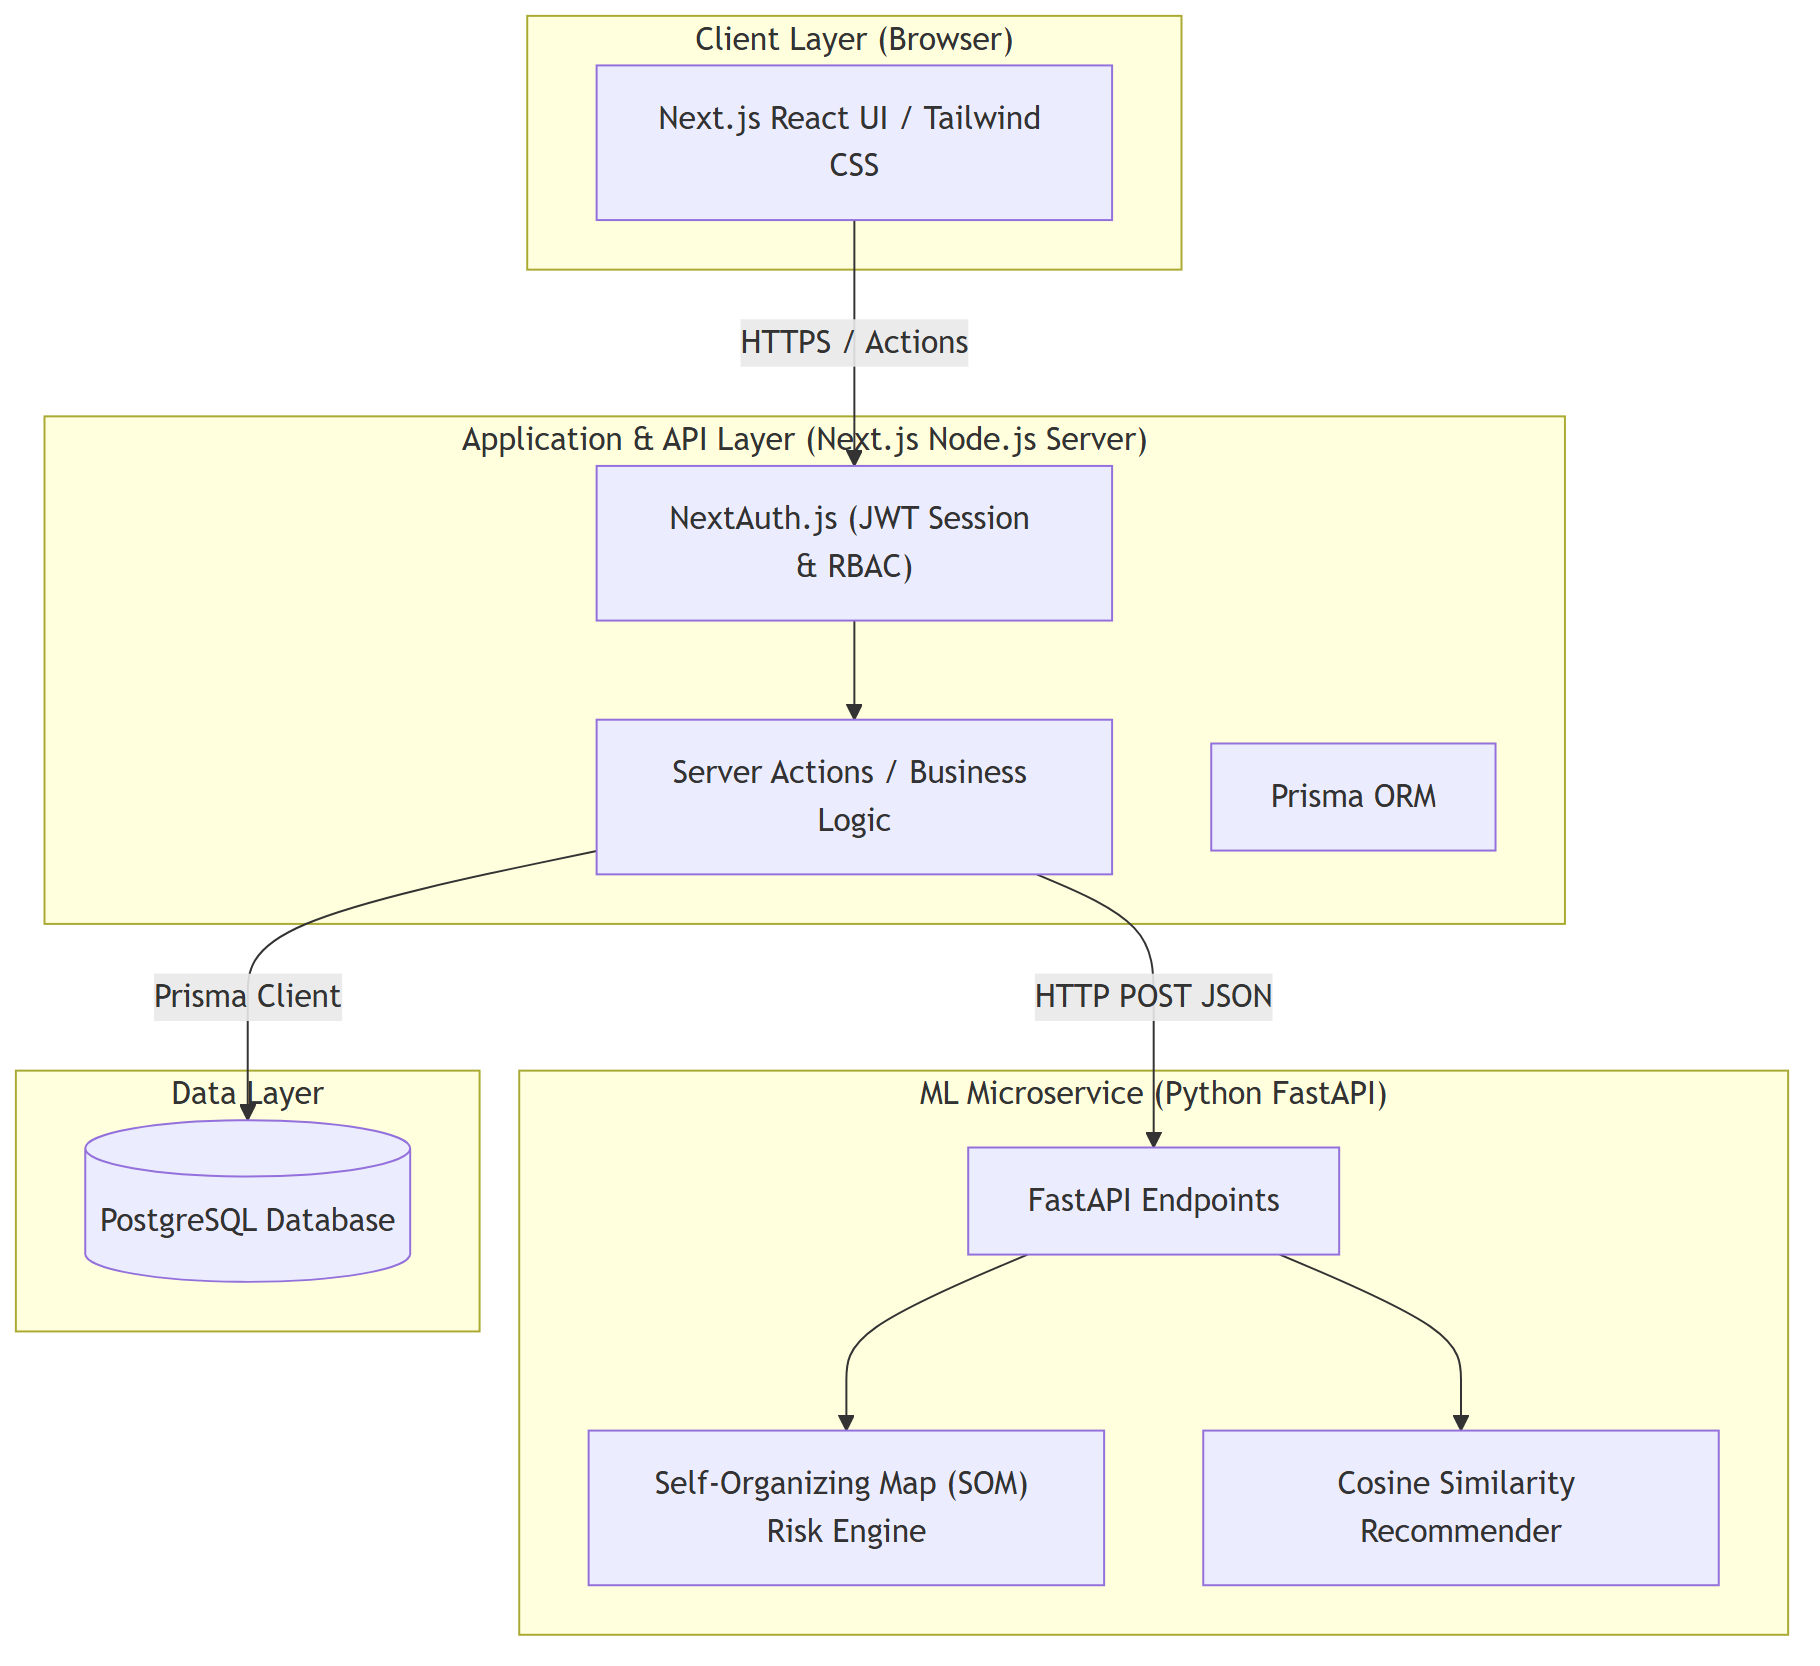 Client Layer (Browser)
Next.js React UI / Tailwind
CSS
HTTPS / Actions
Application & API Layer (Next.js Node.js Server)
NextAuth.js (JWT Session
& RBAC)
Server Actions / Business
Logic
Prisma ORM
Prisma Client
HTTP POST JSON
Data Layer
PostgreSQL Database
ML Microservice (Python FastAPI)
FastAPI Endpoints
Self-Organizing Map (SOM)
Risk Engine
Cosine Similarity
Recommender